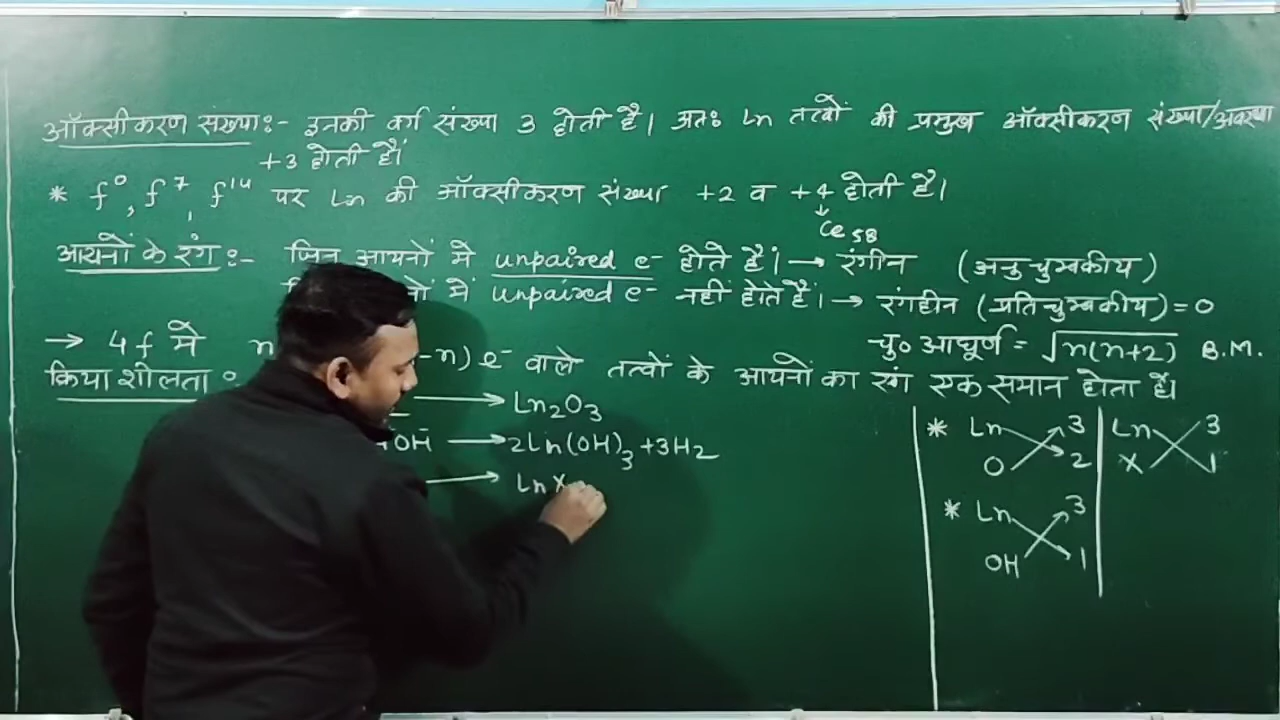 ऑक्सीकरण संख्याः- इनकी वर्ग संख्या 3 होती है। अतः Ln तत्वों की प्रमुख ऑक्सीकरण संख्या/अवस्था
+3 होती है।
* f⁰, f⁷, f¹⁴ पर Ln की ऑक्सीकरण संख्या +2 व +4 होती है।
↓
Ce₅₈
आयनों के रंगः- जिन आयनों मे unpaired e⁻ होते है। → रंगीन (अनुचुम्बकीय)
में unpaired e⁻ नहीं होते है। → रंगहीन (प्रतिचुम्बकीय) = 0
चु० आघूर्ण = √n(n+2) B.M.
→ 4f मे n -n) e⁻ वाले तत्वों के आयनों का रंग एक समान होता है।
क्रियाशीलता
→ Ln₂O₃
OH → 2Ln(OH)₃ + 3H₂
→ LnX
* Ln 3
O 2
Ln 3
X 1
* Ln 3
OH 1